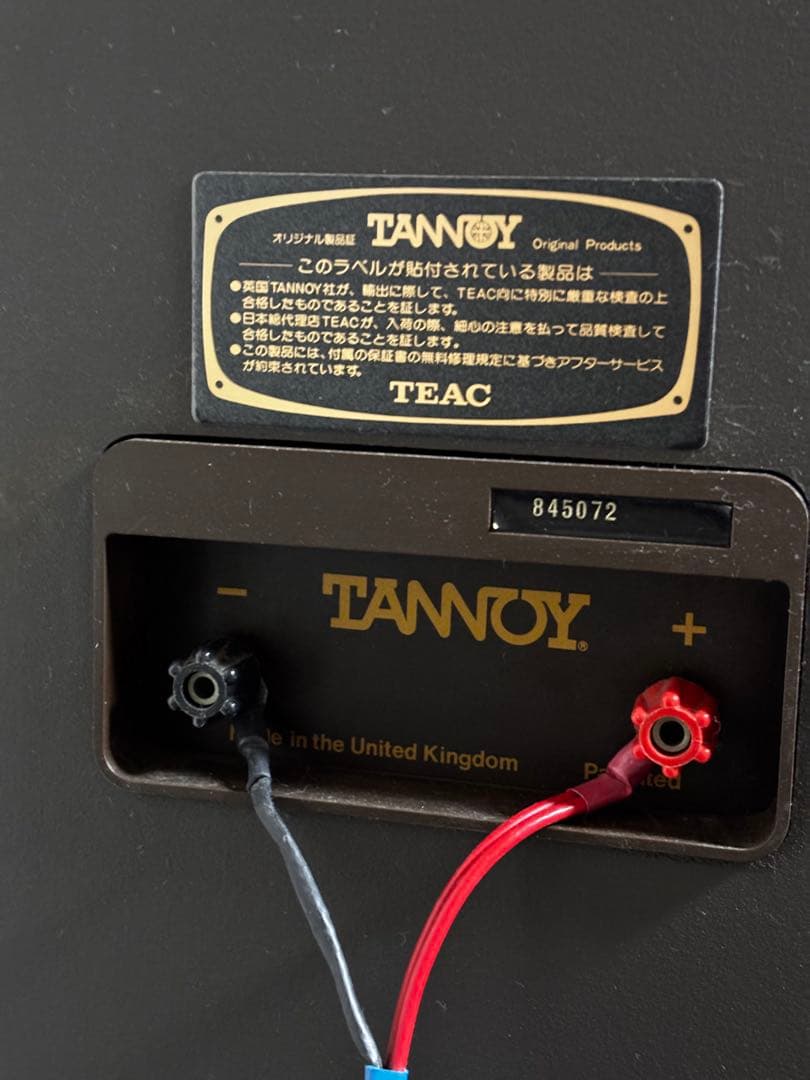 TANNOY
オリジナル製品証 Original Products
このラベルが貼付されている製品は
●英国TANNOY社が、輸出に際して、TEAC向に特別に厳重な検査の上
合格したものであることを証します。
●日本総代理店TEACが、入荷の際、細心の注意を払って品質検査して
合格したものであることを証します。
●この製品には、付属の保証書の無料修理規定に基づきアフターサービス
が約束されています。
TEAC
845072
− TANNOY® +
in the United Kingdom